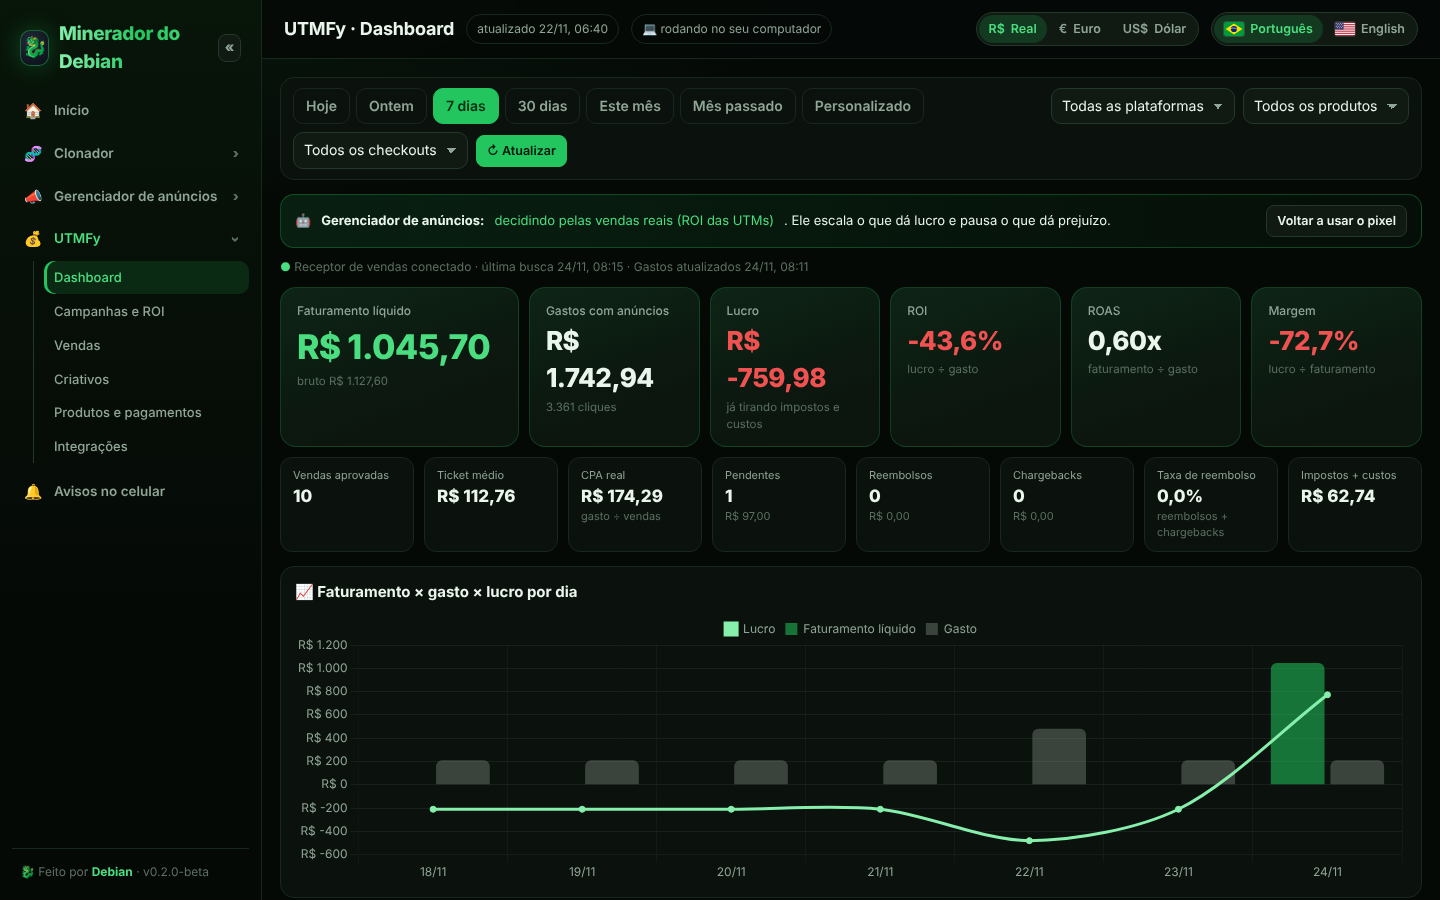 Minerador do
Debian
«
Início
Clonador
Gerenciador de anúncios
UTMFy
Dashboard
Campanhas e ROI
Vendas
Criativos
Produtos e pagamentos
Integrações
Avisos no celular
Feito por Debian · v0.2.0-beta
UTMFy · Dashboard
atualizado 22/11, 06:40
rodando no seu computador
R$ Real
€ Euro
US$ Dólar
Português
English
Hoje
Ontem
7 dias
30 dias
Este mês
Mês passado
Personalizado
Todas as plataformas
Todos os produtos
Todos os checkouts
↻ Atualizar
Gerenciador de anúncios: decidindo pelas vendas reais (ROI das UTMs) . Ele escala o que dá lucro e pausa o que dá prejuízo.
Voltar a usar o pixel
Receptor de vendas conectado · última busca 24/11, 08:15 · Gastos atualizados 24/11, 08:11
Faturamento líquido
R$ 1.045,70
bruto R$ 1.127,60
Gastos com anúncios
R$
1.742,94
3.361 cliques
Lucro
R$
-759,98
já tirando impostos e
custos
ROI
-43,6%
lucro ÷ gasto
ROAS
0,60x
faturamento ÷ gasto
Margem
-72,7%
lucro ÷ faturamento
Vendas aprovadas
10
Ticket médio
R$ 112,76
CPA real
R$ 174,29
gasto ÷ vendas
Pendentes
1
R$ 97,00
Reembolsos
0
R$ 0,00
Chargebacks
0
R$ 0,00
Taxa de reembolso
0,0%
reembolsos +
chargebacks
Impostos + custos
R$ 62,74
Faturamento × gasto × lucro por dia
Lucro
Faturamento líquido
Gasto
R$ 1.200
R$ 1.000
R$ 800
R$ 600
R$ 400
R$ 200
R$ 0
R$ -200
R$ -400
R$ -600
18/11
19/11
20/11
21/11
22/11
23/11
24/11